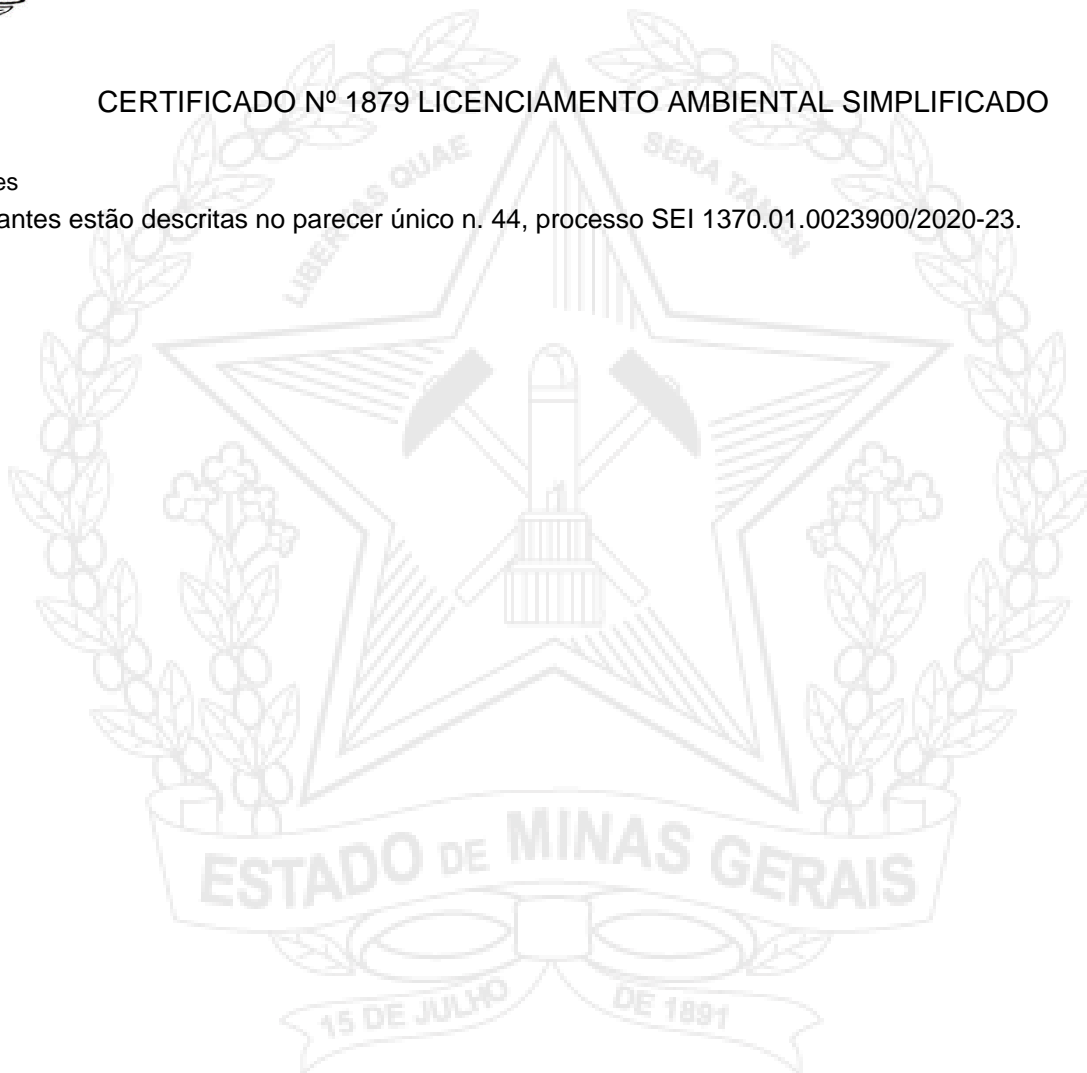 CERTIFICADO Nº 1879 LICENCIAMENTO AMBIENTAL SIMPLIFICADO
es
antes estão descritas no parecer único n. 44, processo SEI 1370.01.0023900/2020-23.
LIBERTAS QUAE SERA TAMEN
ESTADO DE MINAS GERAIS
15 DE JULHO DE 1891